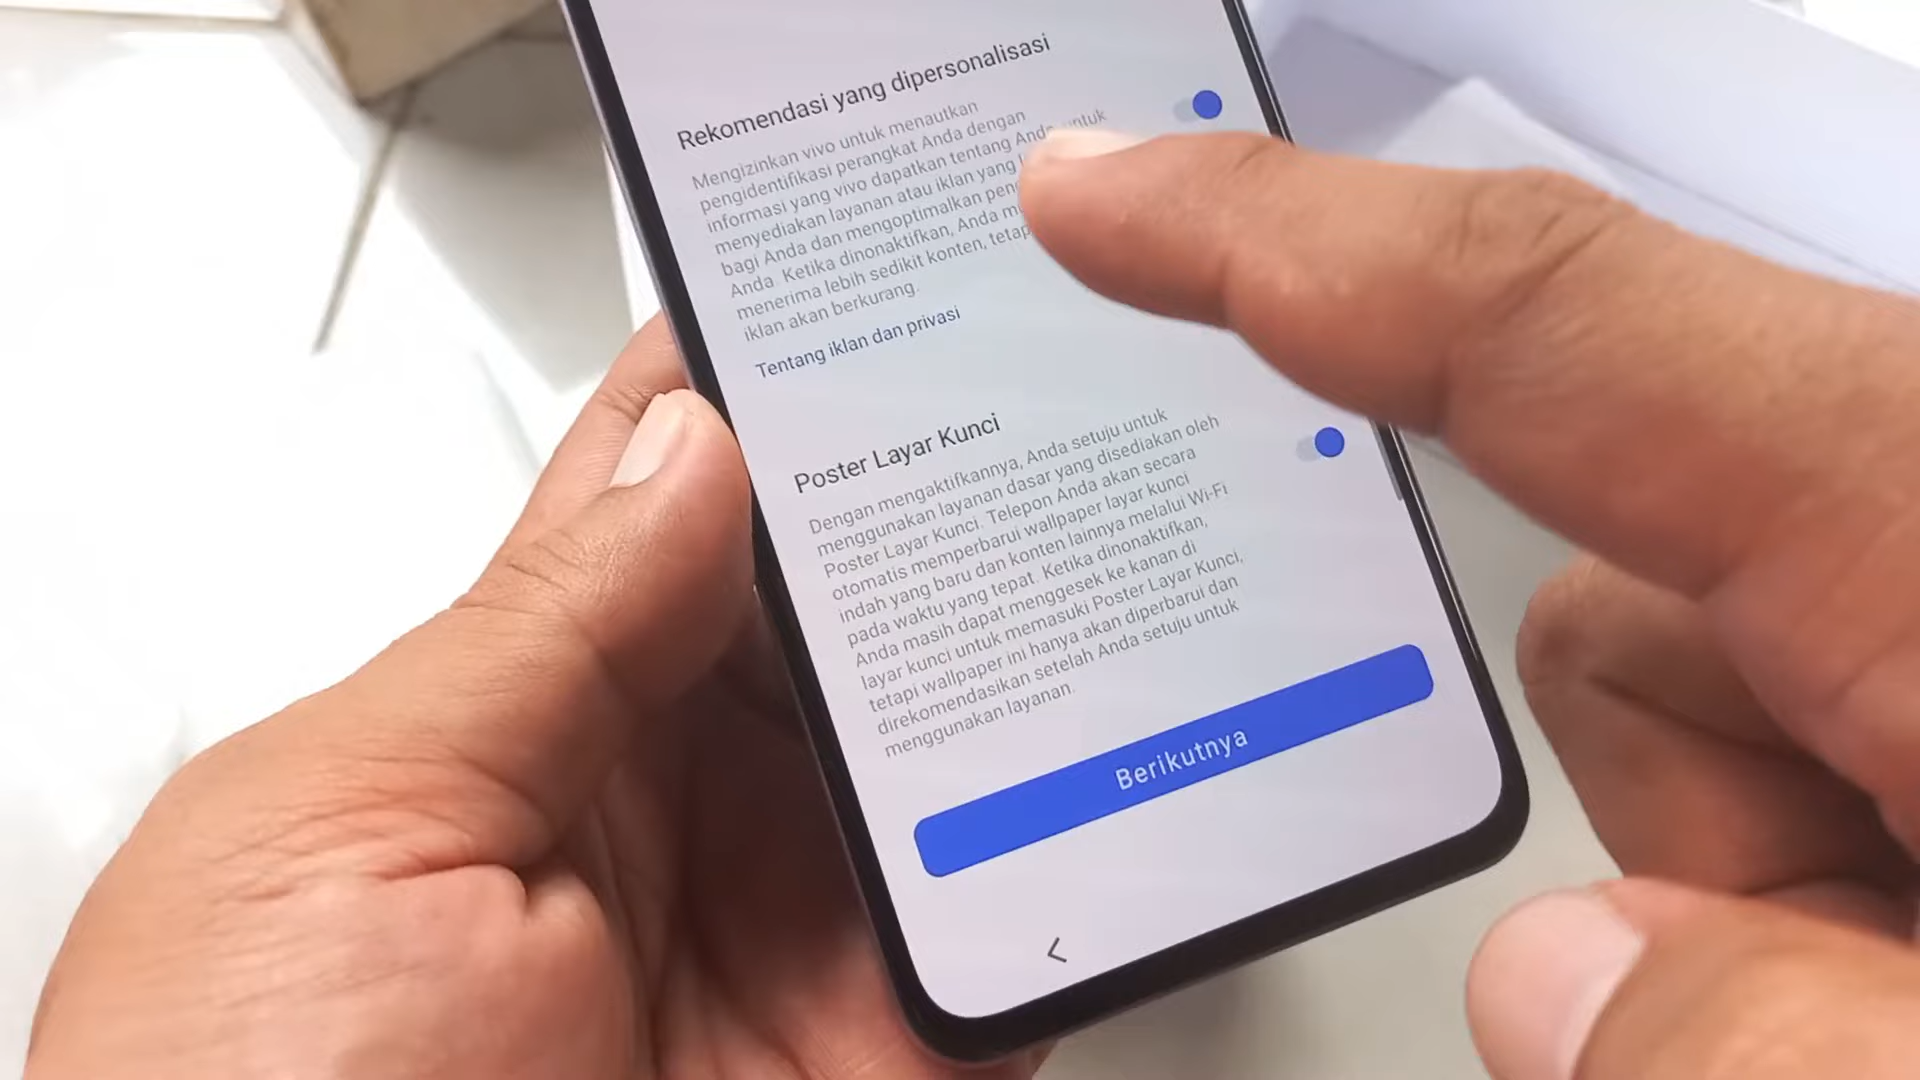 Rekomendasi yang dipersonalisasi
Mengizinkan vivo untuk menautkan
pengidentifikasi perangkat Anda dengan
informasi yang vivo dapatkan tentang Anda untuk
menyediakan layanan atau iklan yang
bagi Anda dan mengoptimalkan
Anda. Ketika dinonaktifkan, Anda
menerima lebih sedikit konten,
iklan akan berkurang.
Tentang iklan dan privasi
Poster Layar Kunci
Dengan mengaktifkannya, Anda setuju untuk
menggunakan layanan dasar yang disediakan oleh
Poster Layar Kunci. Telepon Anda akan secara
otomatis memperbarui wallpaper layar kunci
indah yang baru dan konten lainnya melalui Wi-Fi
pada waktu yang tepat. Ketika dinonaktifkan,
Anda masih dapat menggesek ke kanan di
layar kunci untuk memasuki Poster Layar Kunci,
tetapi wallpaper ini hanya akan diperbarui dan
direkomendasikan setelah Anda setuju untuk
menggunakan layanan.
Berikutnya